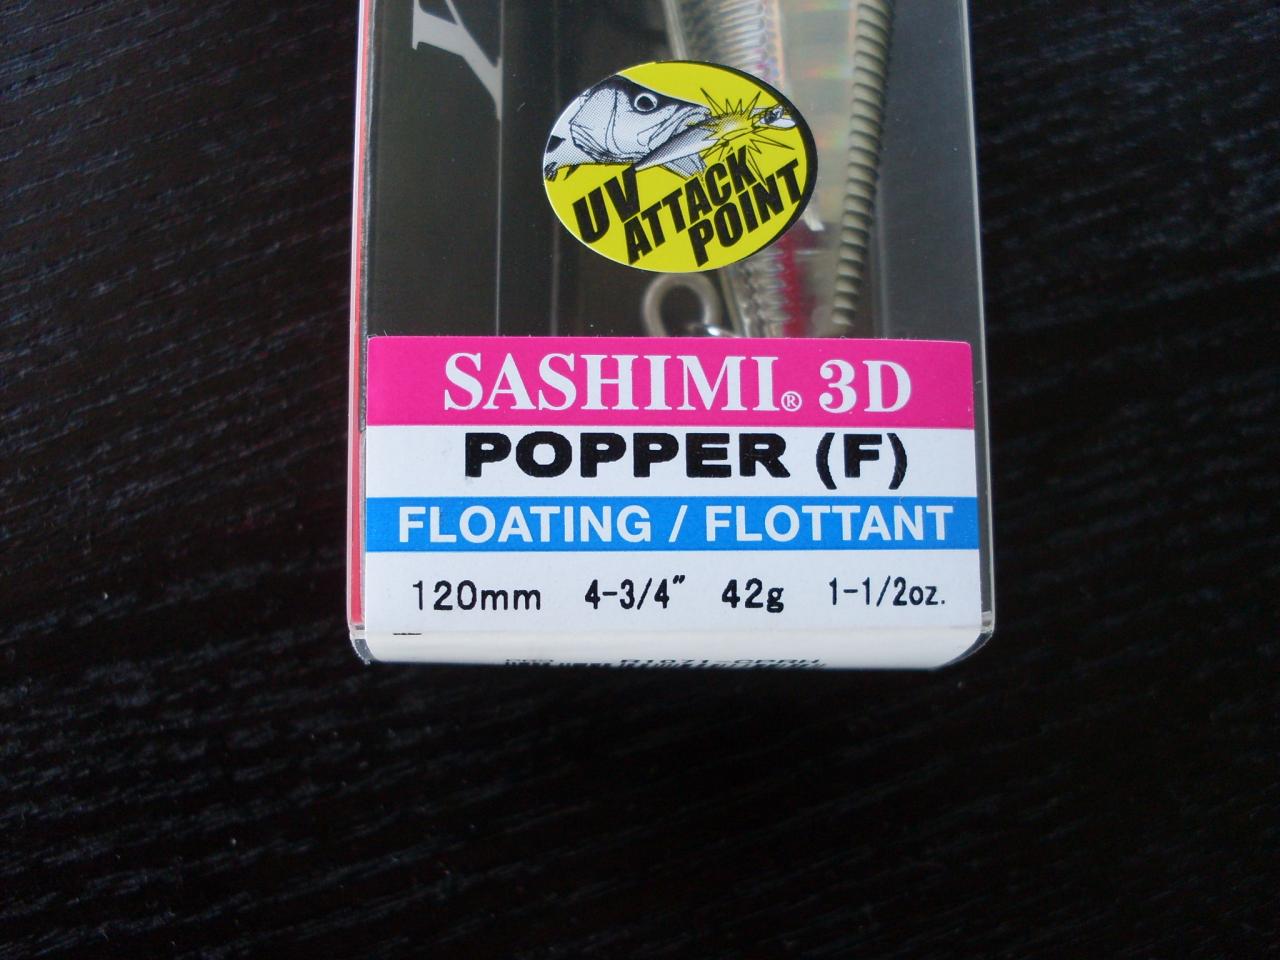 Y
UV
ATTACK
POINT
SASHIMI® 3D
POPPER (F)
FLOATING / FLOTTANT
120mm 4-3/4" 42g 1-1/2oz.